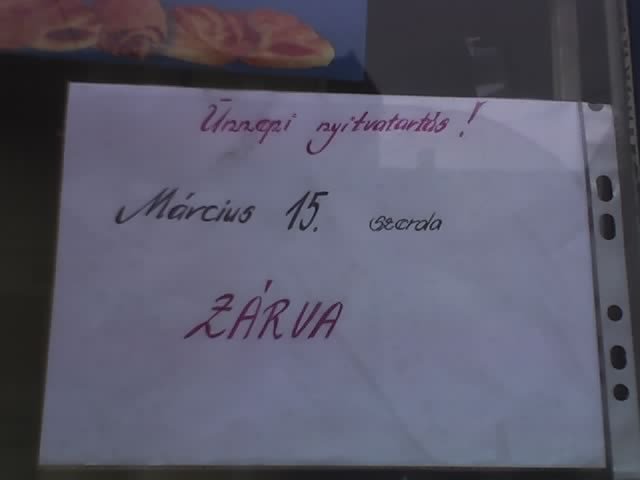 Ünnepi nyitvatartás!
Március 15. szerda
ZÁRVA